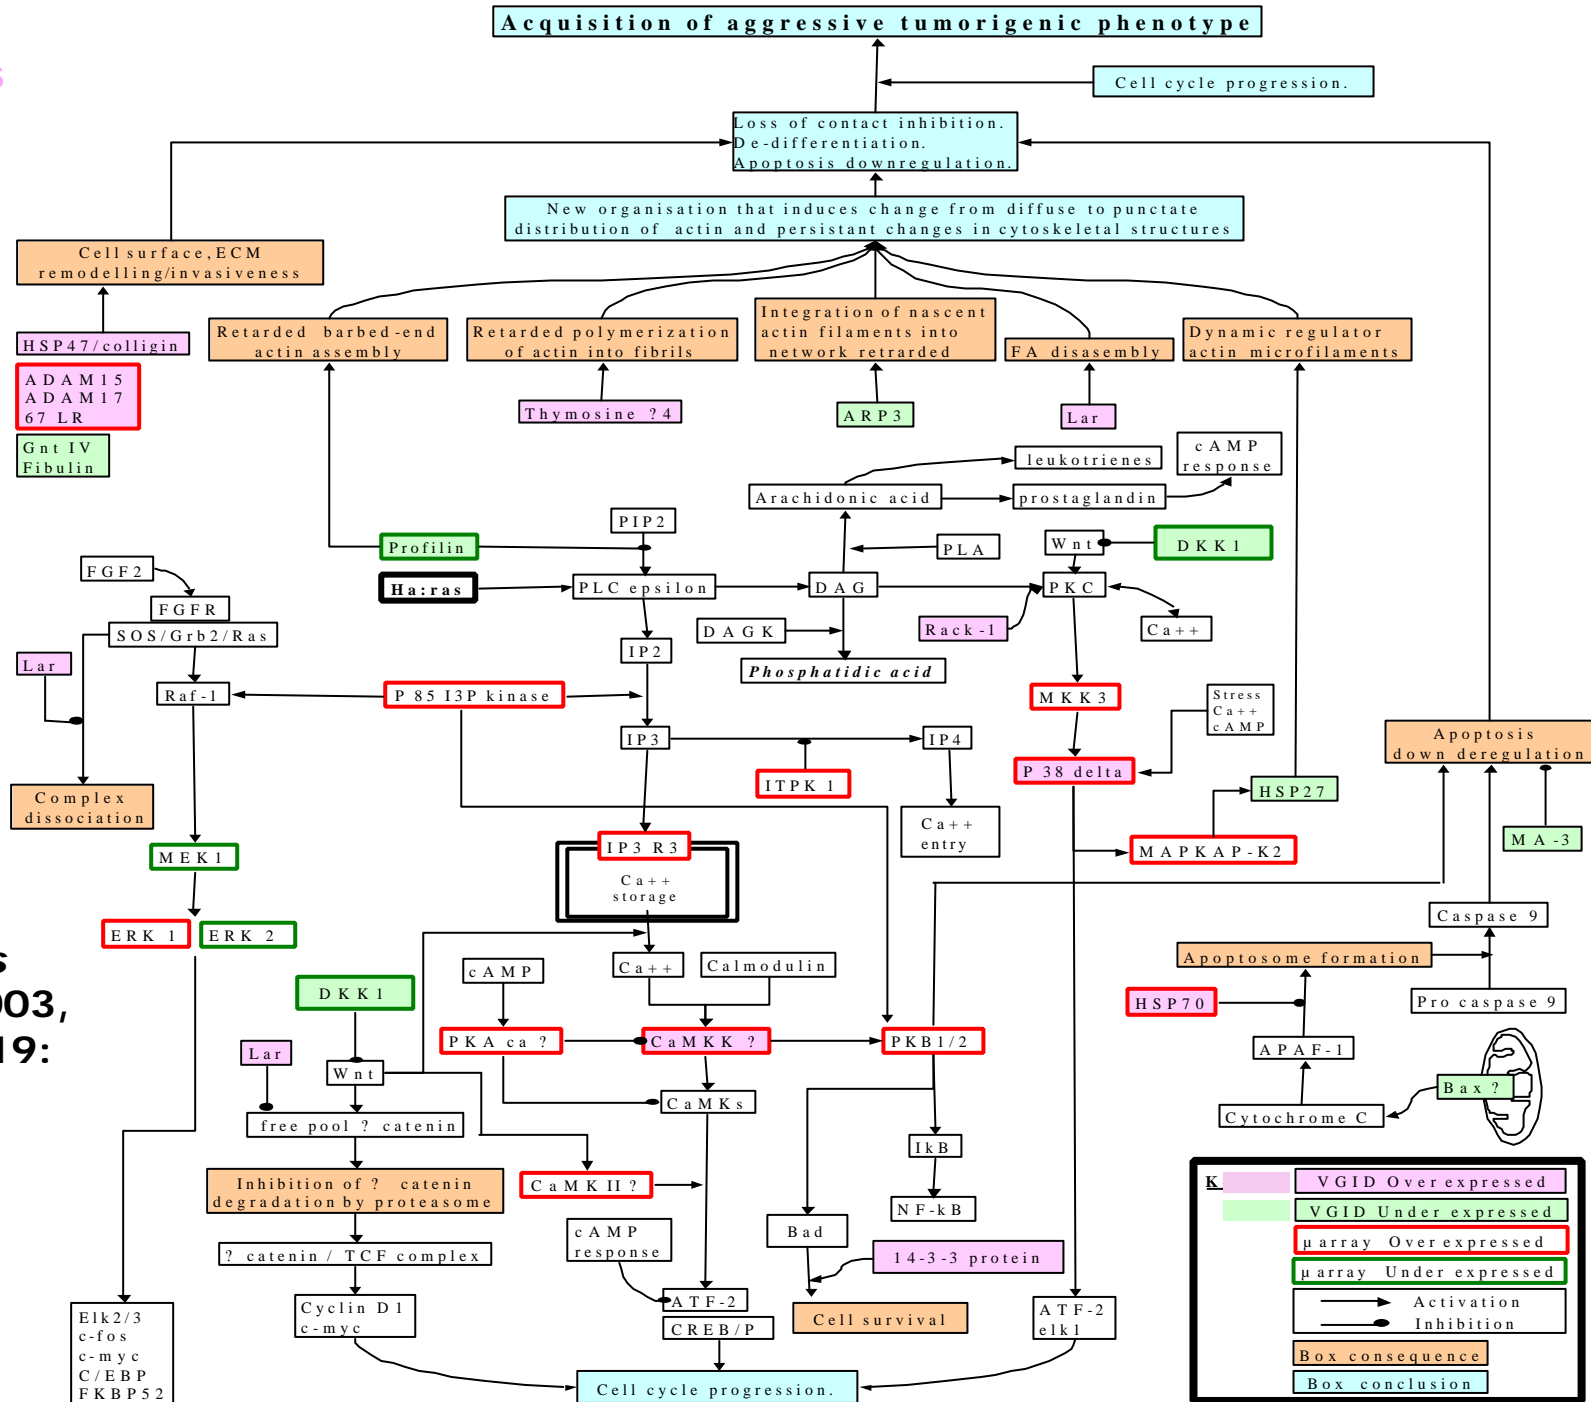 Acquisition of aggressive tumorigenic phenotype
s
Cell cycle progression.
Loss of contact inhibition.
De-differentiation.
Apoptosis downregulation.
New organisation that induces change from diffuse to punctate
distribution of actin and persistant changes in cytoskeletal structures
Cell surface, ECM
remodelling/invasiveness
Retarded barbed-end
actin assembly
Retarded polymerization
of actin into fibrils
Integration of nascent
actin filaments into
network retrarded
FA disasembly
Dynamic regulator
actin microfilaments
HSP47/colligin
ADAM15
ADAM17
67 LR
Gnt IV
Fibulin
Thymosine ?4
ARP3
Lar
leukotrienes
cAMP
response
Arachidonic acid
prostaglandin
PIP2
Profilin
PLA
Wnt
DKK1
FGF2
Ha:ras
PLC epsilon
DAG
PKC
FGFR
SOS/Grb2/Ras
DAGK
Rack-1
Ca++
Lar
IP2
Phosphatidic acid
Raf-1
P 85 I3P kinase
MKK3
Stress
Ca++
cAMP
IP3
IP4
Apoptosis
down deregulation
P 38 delta
ITPK 1
HSP27
Complex
dissociation
Ca++
entry
MA-3
MEK1
IP3 R3
MAPKAP-K2
Ca++
storage
Caspase 9
ERK 1
ERK 2
s
003,
19:
Apoptosome formation
cAMP
Ca++
Calmodulin
DKK1
HSP70
Pro caspase 9
PKA ca ?
CaMKK ?
PKB1/2
Lar
APAF-1
Wnt
Bax ?
CaMKs
Cytochrome C
free pool ? catenin
IkB
Inhibition of ? catenin
degradation by proteasome
CaMKII ?
NF-kB
K
VGID Over expressed
VGID Under expressed
µarray Overexpressed
µarray Under expressed
Activation
Inhibition
Box consequence
Box conclusion
Bad
cAMP
response
? catenin / TCF complex
14-3-3 protein
Cyclin D1
c-myc
ATF-2
CREB/P
Cell survival
ATF-2
elk1
Elk2/3
c-fos
c-myc
C/EBP
FKBP52
Cell cycle progression.